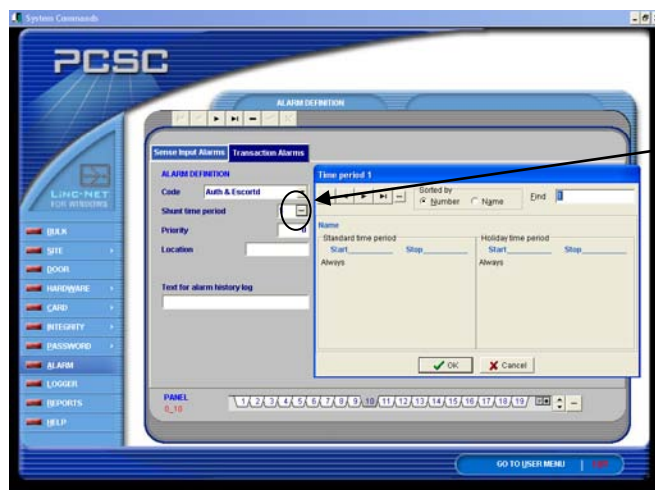 System Commands
PCSC
ALARM DEFINITION
Sense Input Alarms Transaction Alarms
ALARM DEFINITION
Code Auth & Escortd
Shunt time period
Priority 0
Location
Text for alarm history log
Time period 1
Sorted by
Number Name Find
Name
Standard time period Holiday time period
Start Stop Start Stop
Always Always
OK Cancel
LINC-NET
FOR WINDOWS
BULK
SITE
DOOR
HARDWARE
CARD
INTEGRITY
PASSWORD
ALARM
LOGGER
REPORTS
HELP
PANEL
0_10
1 2 3 4 5 6 7 8 9 10 11 12 13 14 15 16 17 18 19
GO TO USER MENU